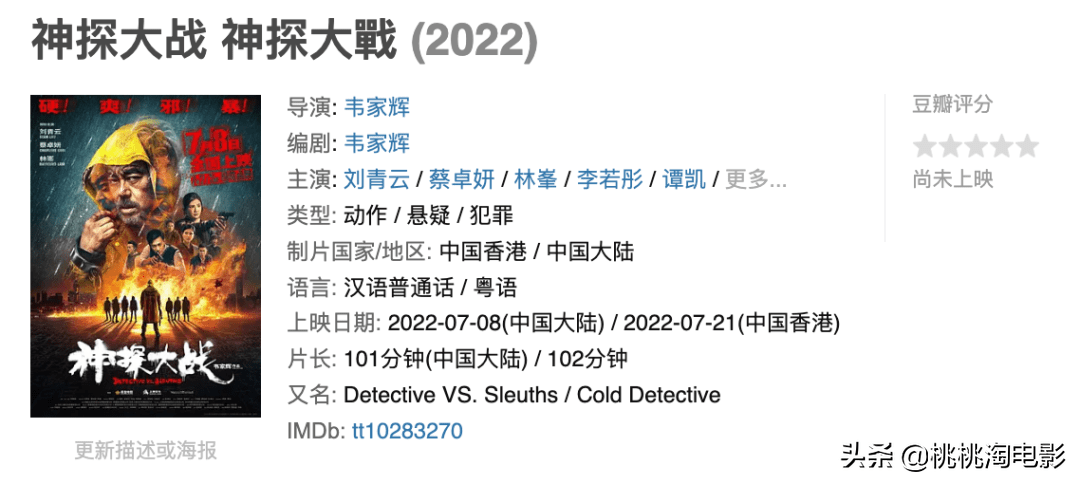 神探大战 神探大戰 (2022)
硬! 爽! 邪! 暴!
刘青云
蔡卓妍
林峯
7月8日
全国上映
神探大战
DETECTIVE VS. SLEUTHS
更新描述或海报
导演: 韦家辉
编剧: 韦家辉
主演: 刘青云 / 蔡卓妍 / 林峯 / 李若彤 / 谭凯 / 更多...
类型: 动作 / 悬疑 / 犯罪
制片国家/地区: 中国香港 / 中国大陆
语言: 汉语普通话 / 粤语
上映日期: 2022-07-08(中国大陆) / 2022-07-21(中国香港)
片长: 101分钟(中国大陆) / 102分钟
又名: Detective VS. Sleuths / Cold Detective
IMDb: tt10283270
豆瓣评分
尚未上映
头条 @桃桃淘电影